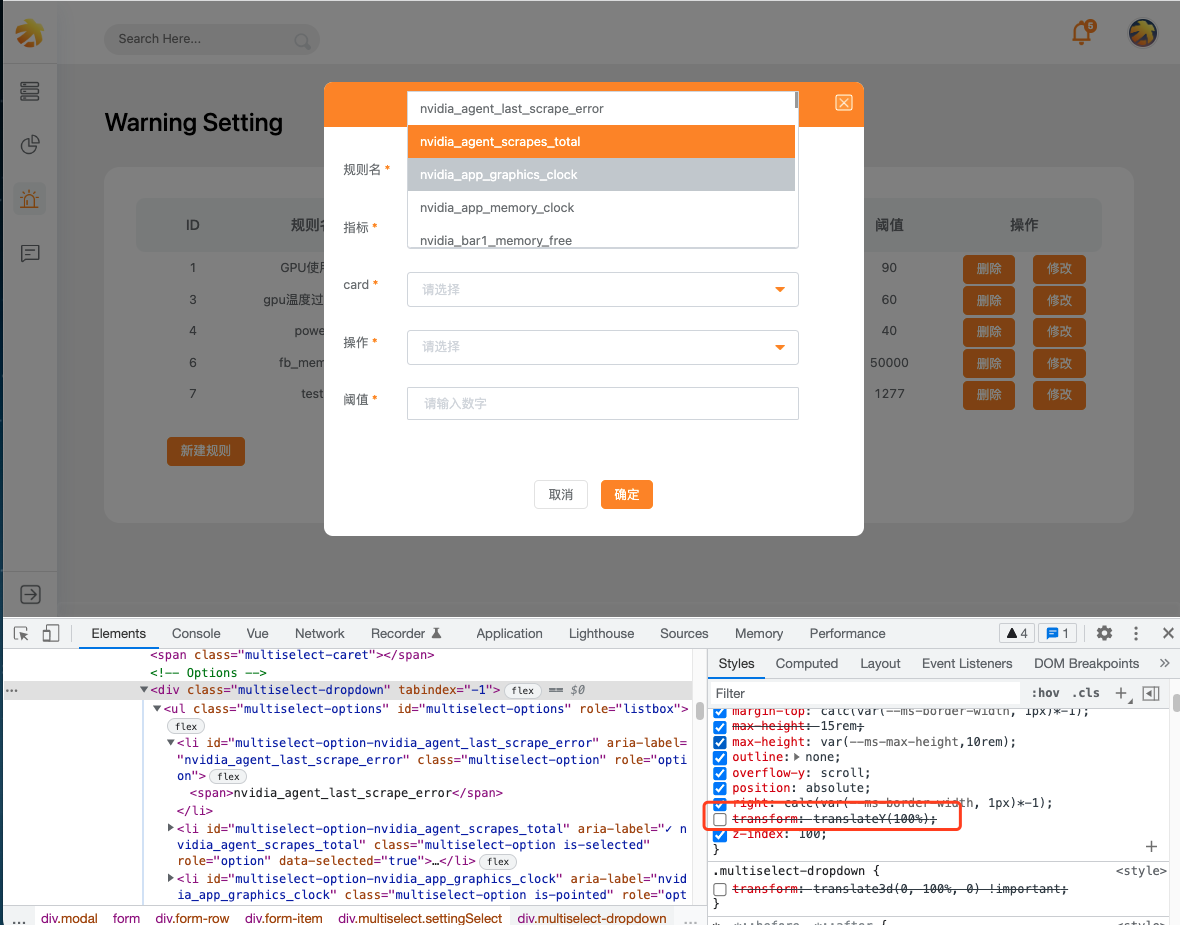 Search Here...
5
Warning Setting
nvidia_agent_last_scrape_error
nvidia_agent_scrapes_total
nvidia_app_graphics_clock
nvidia_app_memory_clock
nvidia_bar1_memory_free
规则名 *
指标 *
card *
请选择
操作 *
请选择
阈值 *
请输入数字
取消
确定
ID 规则名 阈值 操作
1 GPU使用 90 删除 修改
3 gpu温度过 60 删除 修改
4 powe 40 删除 修改
6 fb_mem 50000 删除 修改
7 test 1277 删除 修改
新建规则
Elements Console Vue Network Recorder Application Lighthouse Sources Memory Performance 4 1
<span class="multiselect-caret"></span>
<!-- Options -->
... <div class="multiselect-dropdown" tabindex="-1"> flex == $0
<ul class="multiselect-options" id="multiselect-options" role="listbox">
flex
<li id="multiselect-option-nvidia_agent_last_scrape_error" aria-label=
"nvidia_agent_last_scrape_error" class="multiselect-option" role="opti
on"> flex
<span>nvidia_agent_last_scrape_error</span>
</li>
<li id="multiselect-option-nvidia_agent_scrapes_total" aria-label="✓ n
vidia_agent_scrapes_total" class="multiselect-option is-selected"
role="option" data-selected="true">…</li> flex
<li id="multiselect-option-nvidia_app_graphics_clock" aria-label="nvid
ia_app_graphics_clock" class="multiselect-option is-pointed" role="opt
... div.modal form div.form-row div.form-item div.multiselect.settingSelect div.multiselect-dropdown ...
Styles Computed Layout Event Listeners DOM Breakpoints »
Filter :hov .cls +
margin-top: calc(var(--ms-border-width, 1px)*-1);
max-height: 15rem;
max-height: var(--ms-max-height,10rem);
outline: none;
overflow-y: scroll;
position: absolute;
right: calc(var(--ms-border-width, 1px)*-1);
transform: translateY(100%);
z-index: 100;
}
.multiselect-dropdown { <style>
transform: translate3d(0, 100%, 0) !important;
}
*, ::before, ::after { <style>